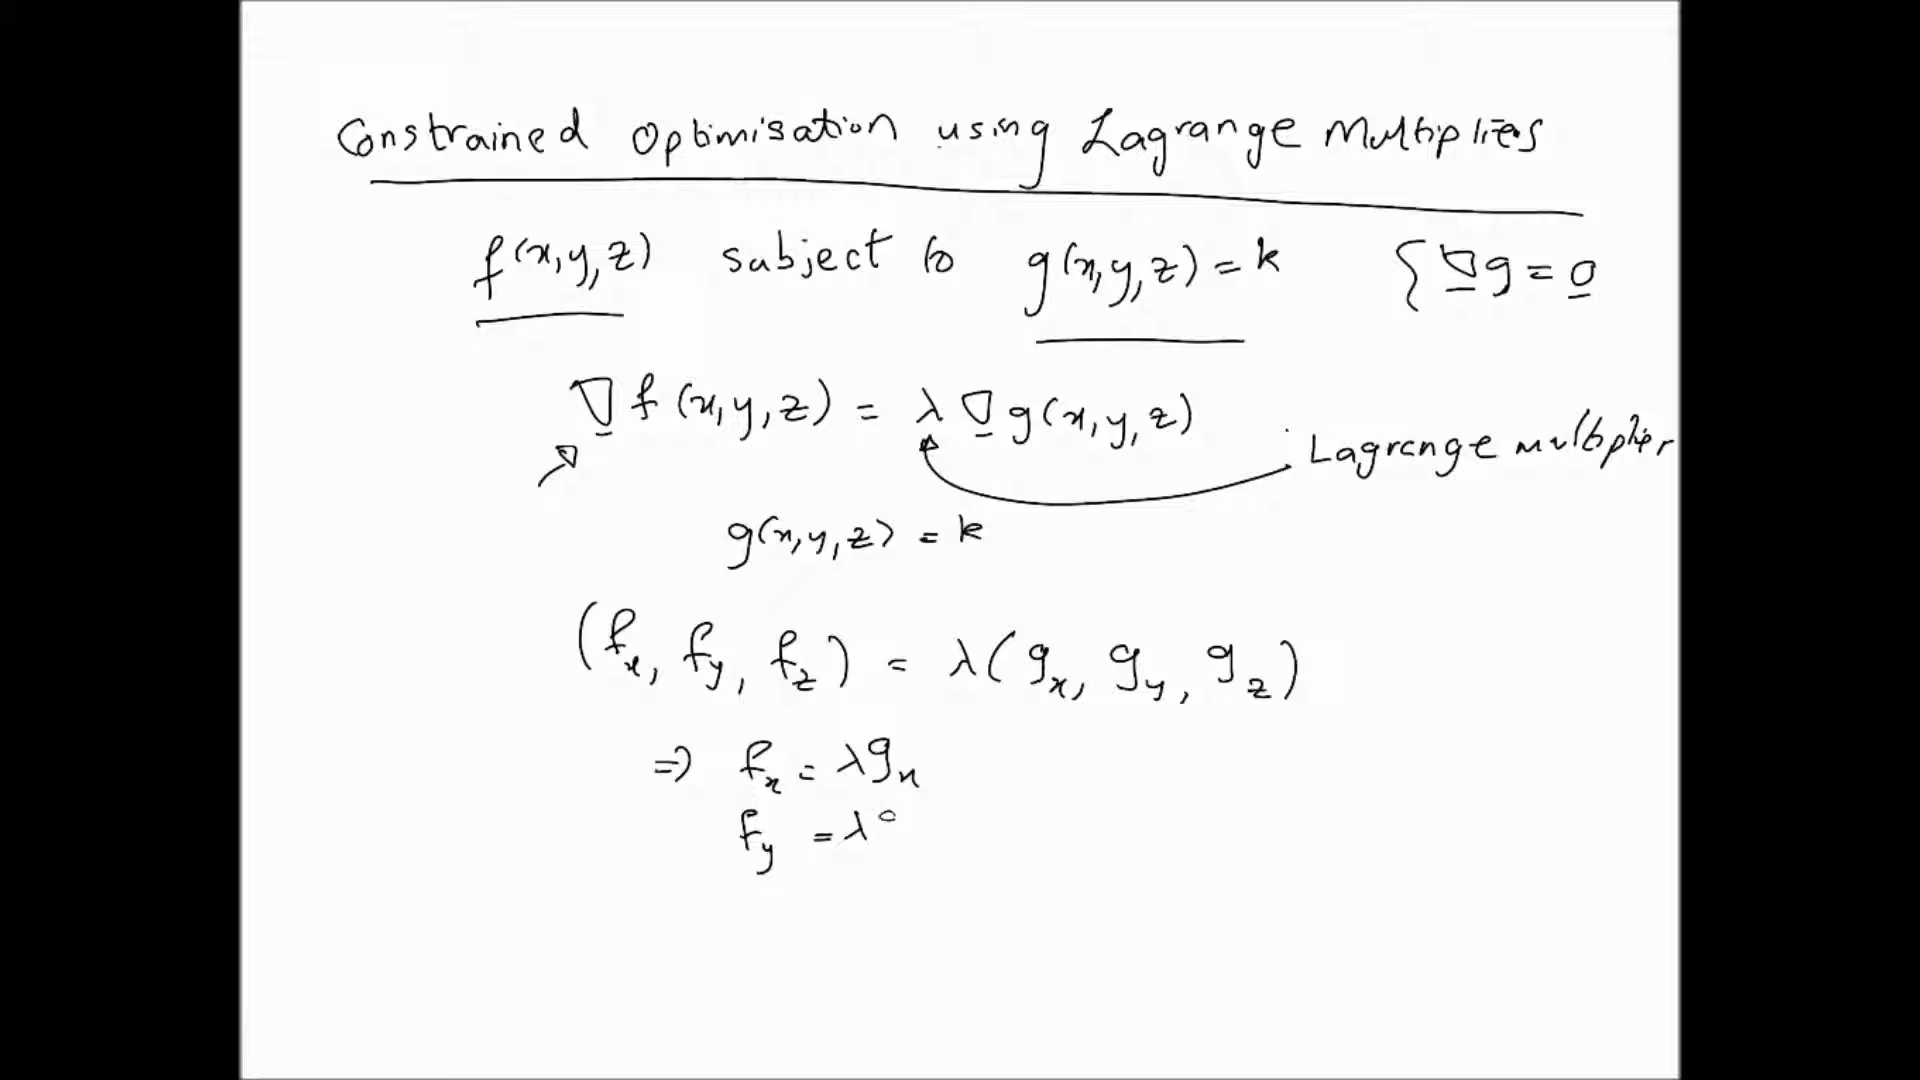 Constrained Optimisation using Lagrange Multipliers
f(x,y,z) subject to g(x,y,z) = k { ∇g = 0
∇f(x,y,z) = λ∇g(x,y,z)
Lagrange multiplier
g(x,y,z) = k
(fx, fy, fz) = λ(gx, gy, gz)
⇒ fx = λgx
fy = λ